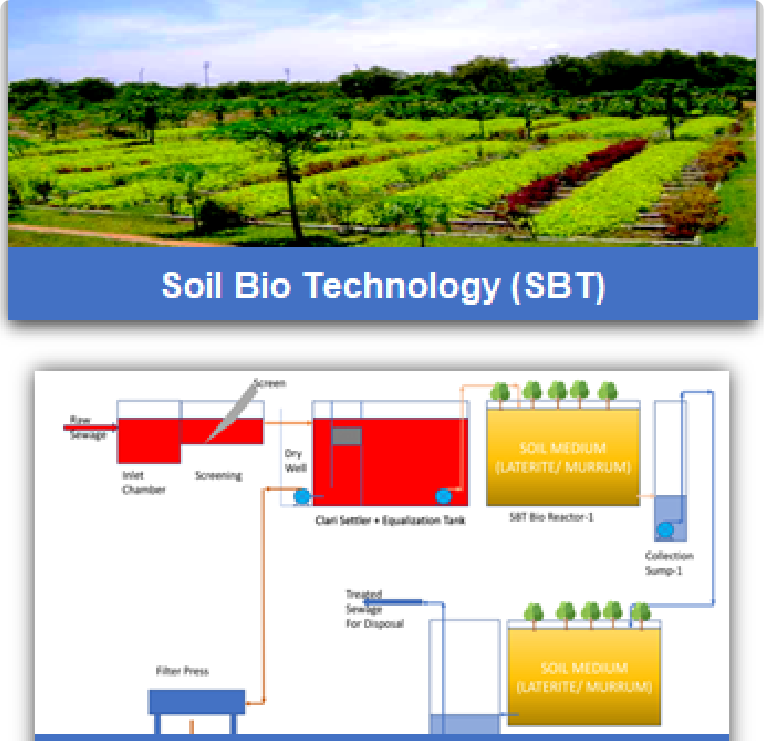 Soil Bio Technology (SBT)
Screen
Raw
Sewage
Inlet
Chamber
Screening
Dry
Well
Clari Settler + Equalization Tank
SOIL MEDIUM
(LATERITE/ MURRUM)
SBT Bio Reactor-1
Collection
Sump-1
Treated
Sewage
For Disposal
Filter Press
SOIL MEDIUM
(LATERITE/ MURRUM)